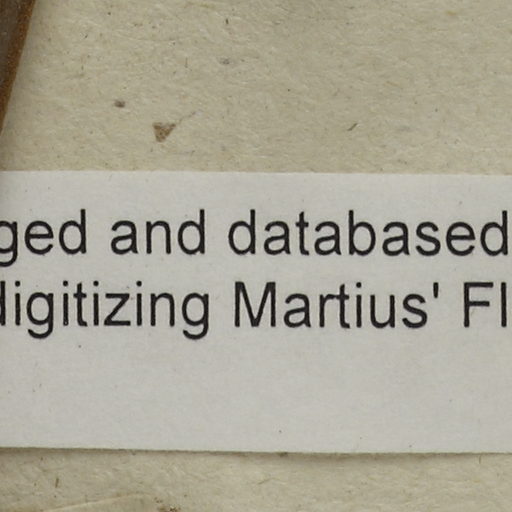 ged and databased
digitizing Martius' Fl